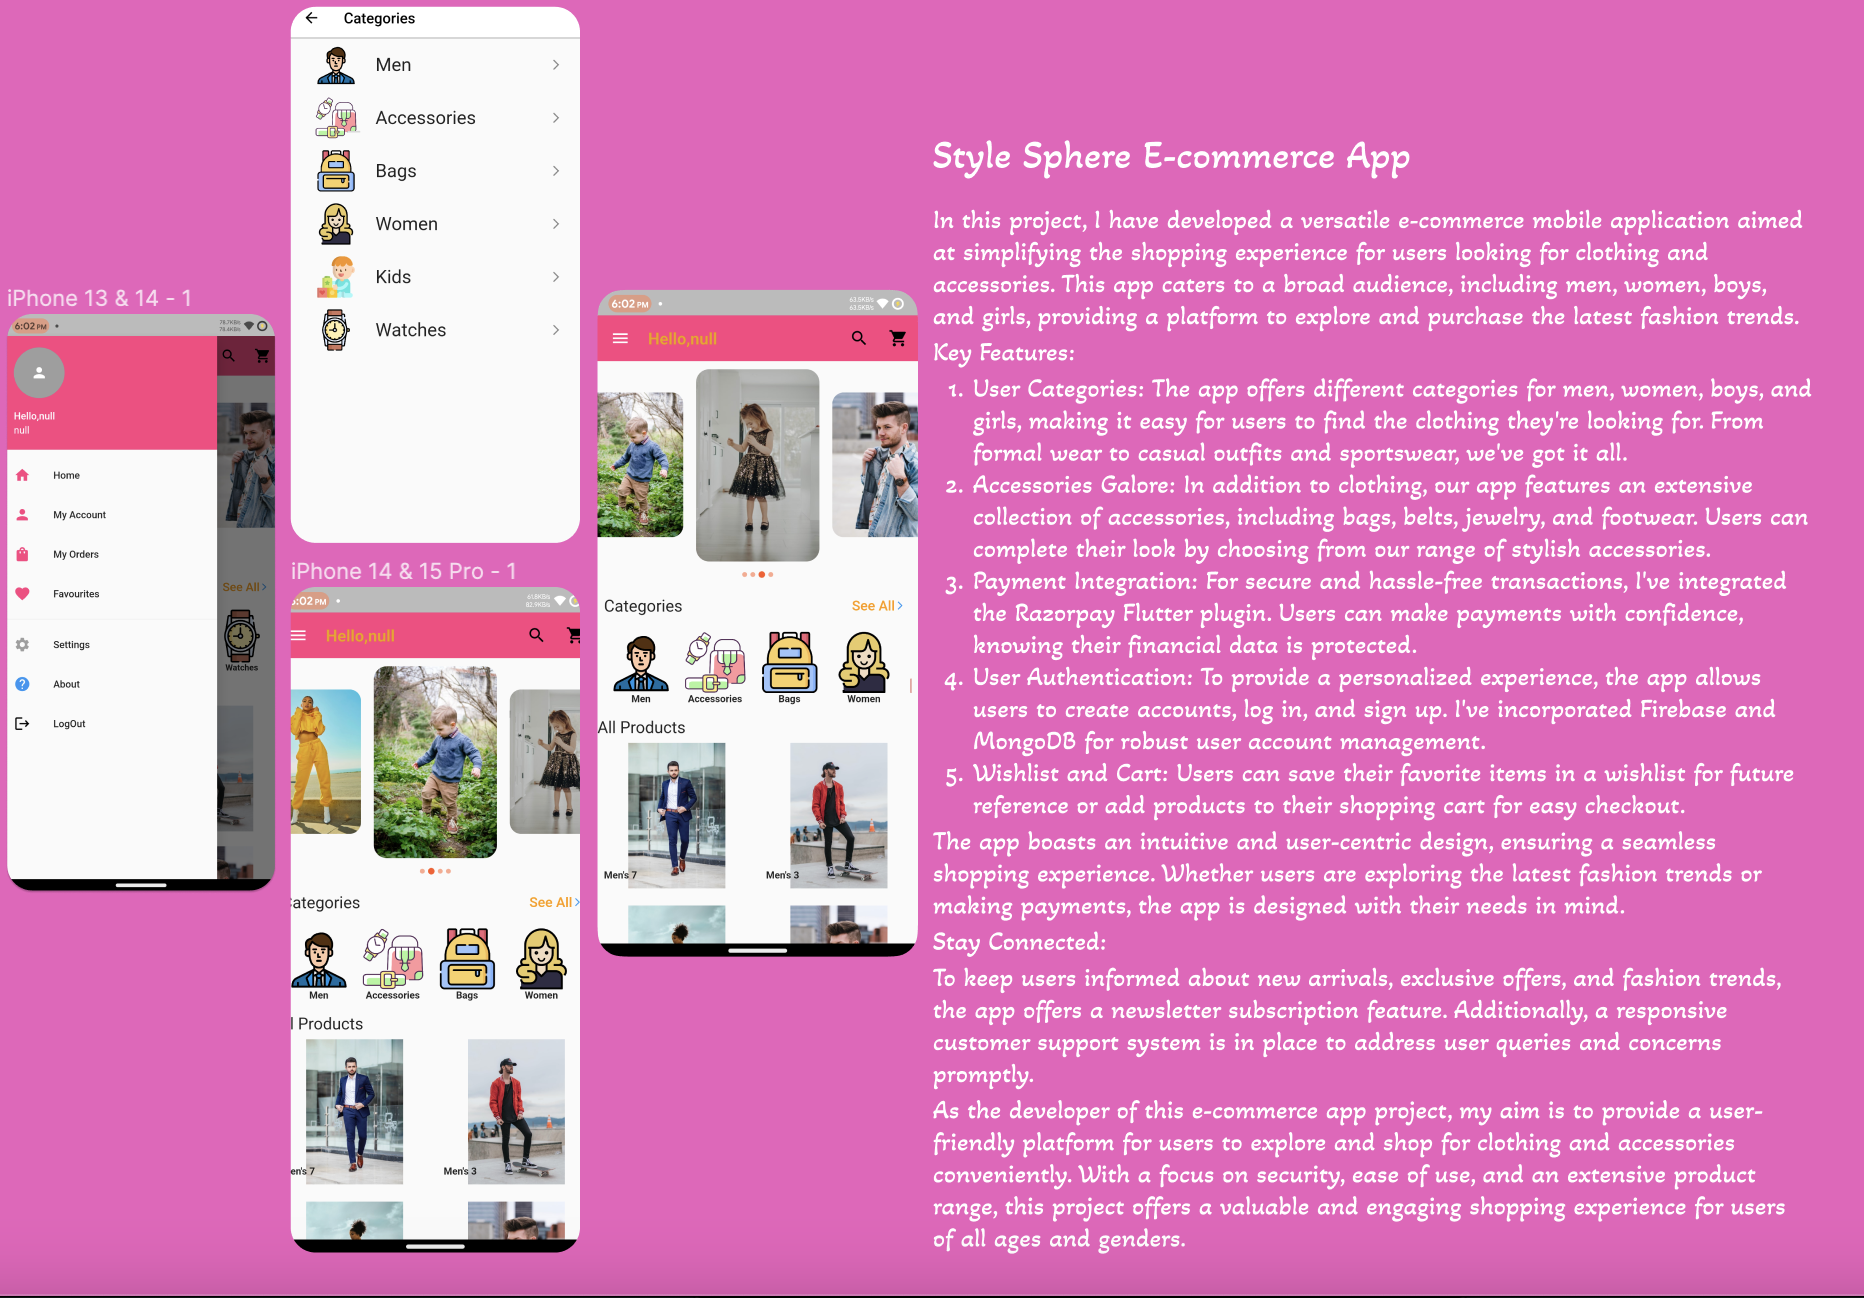 Categories
Men
Accessories
Bags
Women
Kids
Watches
iPhone 13 & 14 - 1
6:02 PM
Hello,null
null
Home
My Account
My Orders
Favourites
Settings
About
LogOut
See All
Watches
iPhone 14 & 15 Pro - 1
:02 PM
61.8KB/s
82.9KB/s
Hello,null
ategories
See All
Men
Accessories
Bags
Women
l Products
en's 7
Men's 3
6:02 PM
63.5KB/s
63.5KB/s
Hello,null
Categories
See All
Men
Accessories
Bags
Women
All Products
Men's 7
Men's 3
Style Sphere E-commerce App
In this project, I have developed a versatile e-commerce mobile application aimed
at simplifying the shopping experience for users looking for clothing and
accessories. This app caters to a broad audience, including men, women, boys,
and girls, providing a platform to explore and purchase the latest fashion trends.
Key Features:
1. User Categories: The app offers different categories for men, women, boys, and
girls, making it easy for users to find the clothing they're looking for. From
formal wear to casual outfits and sportswear, we've got it all.
2. Accessories Galore: In addition to clothing, our app features an extensive
collection of accessories, including bags, belts, jewelry, and footwear. Users can
complete their look by choosing from our range of stylish accessories.
3. Payment Integration: For secure and hassle-free transactions, I've integrated
the Razorpay Flutter plugin. Users can make payments with confidence,
knowing their financial data is protected.
4. User Authentication: To provide a personalized experience, the app allows
users to create accounts, log in, and sign up. I've incorporated Firebase and
MongoDB for robust user account management.
5. Wishlist and Cart: Users can save their favorite items in a wishlist for future
reference or add products to their shopping cart for easy checkout.
The app boasts an intuitive and user-centric design, ensuring a seamless
shopping experience. Whether users are exploring the latest fashion trends or
making payments, the app is designed with their needs in mind.
Stay Connected:
To keep users informed about new arrivals, exclusive offers, and fashion trends,
the app offers a newsletter subscription feature. Additionally, a responsive
customer support system is in place to address user queries and concerns
promptly.
As the developer of this e-commerce app project, my aim is to provide a user-
friendly platform for users to explore and shop for clothing and accessories
conveniently. With a focus on security, ease of use, and an extensive product
range, this project offers a valuable and engaging shopping experience for users
of all ages and genders.